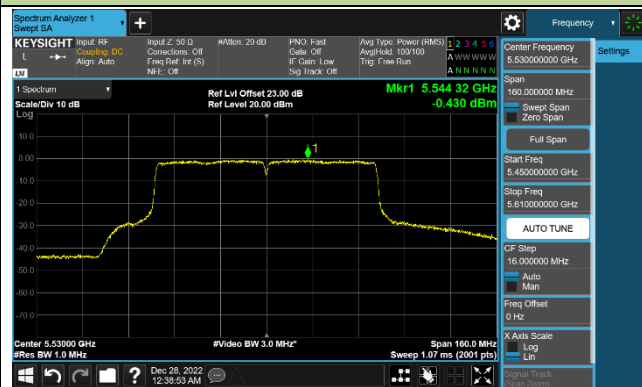 Spectrum Analyzer 1
Swept SA
Frequency
KEYSIGHT
Input: RF
Coupling: DC
Align: Auto
Input Z: 50 Ω
Corrections: Off
Freq Ref: Int (S)
NFE: Off
#Atten: 20 dB
PNO: Fast
Gate: Off
IF Gain: Low
Sig Track: Off
Avg Type: Power (RMS)
Avg|Hold: 100/100
Trig: Free Run
1 2 3 4 5 6
A W W W W W
A N N N N N
L
LXI
1 Spectrum
Scale/Div 10 dB
Log
Ref Lvl Offset 23.00 dB
Ref Level 20.00 dBm
Mkr1 5.544 32 GHz
-0.430 dBm
10.0
0.00
-10.0
-20.0
-30.0
-40.0
-50.0
-60.0
-70.0
1
Center 5.53000 GHz
#Res BW 1.0 MHz
#Video BW 3.0 MHz*
Span 160.0 MHz
Sweep 1.07 ms (2001 pts)
Dec 28, 2022
12:38:53 AM
Center Frequency
5.530000000 GHz
Settings
Span
160.000000 MHz
Swept Span
Zero Span
Full Span
Start Freq
5.450000000 GHz
Stop Freq
5.610000000 GHz
AUTO TUNE
CF Step
16.000000 MHz
Auto
Man
Freq Offset
0 Hz
X Axis Scale
Log
Lin
Signal Track
(Span Zoom)